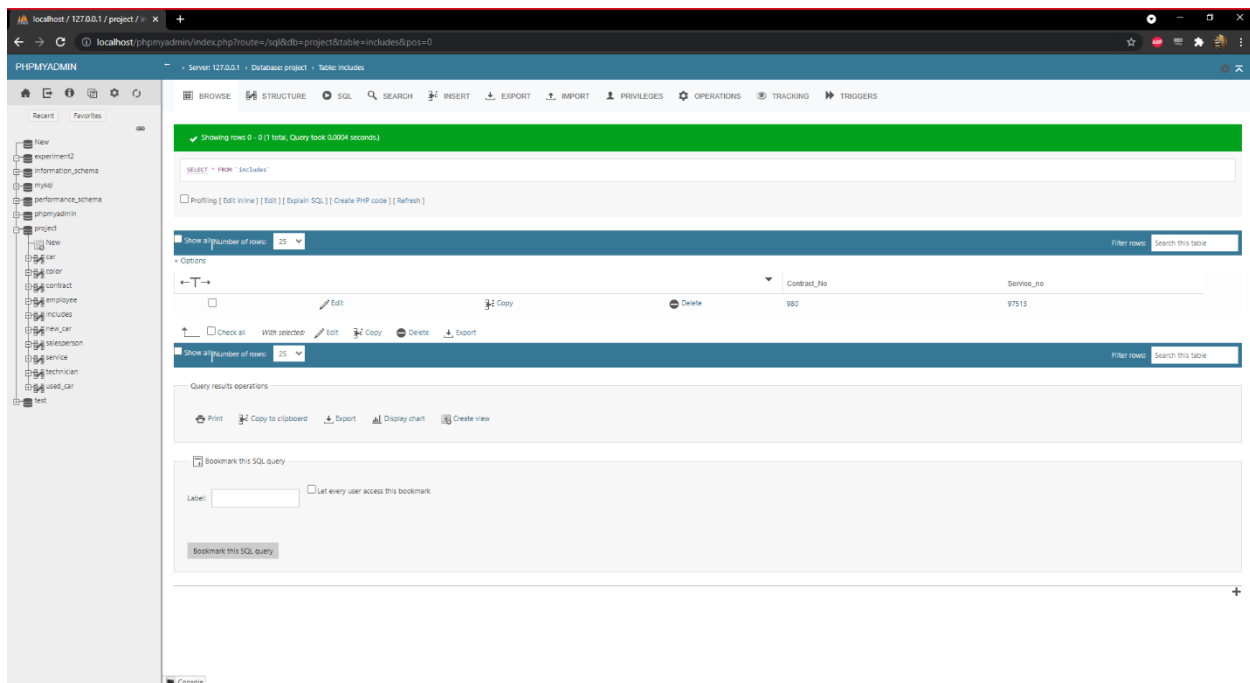 localhost / 127.0.0.1 / project / in
localhost/phpmyadmin/index.php?route=/sql&db=project&table=includes&pos=0
PHPMYADMIN
Server: 127.0.0.1 › Database: project › Table: includes
BROWSE STRUCTURE SQL SEARCH INSERT EXPORT IMPORT PRIVILEGES OPERATIONS TRACKING TRIGGERS
Recent Favorites
New
experiment2
information_schema
mysql
performance_schema
phpmyadmin
project
New
car
color
contract
employee
includes
new_car
salesperson
service
technician
used_car
test
Showing rows 0 - 0 (1 total, Query took 0.0004 seconds.)
SELECT * FROM `includes`
Profiling [ Edit inline ] [ Edit ] [ Explain SQL ] [ Create PHP code ] [ Refresh ]
Show all Number of rows: 25 Filter rows: Search this table
+ Options
←T→ Contract_No Service_no
Edit Copy Delete 980 97513
Check all With selected: Edit Copy Delete Export
Show all Number of rows: 25 Filter rows: Search this table
Query results operations
Print Copy to clipboard Export Display chart Create view
Bookmark this SQL query
Label: Let every user access this bookmark
Bookmark this SQL query
Console